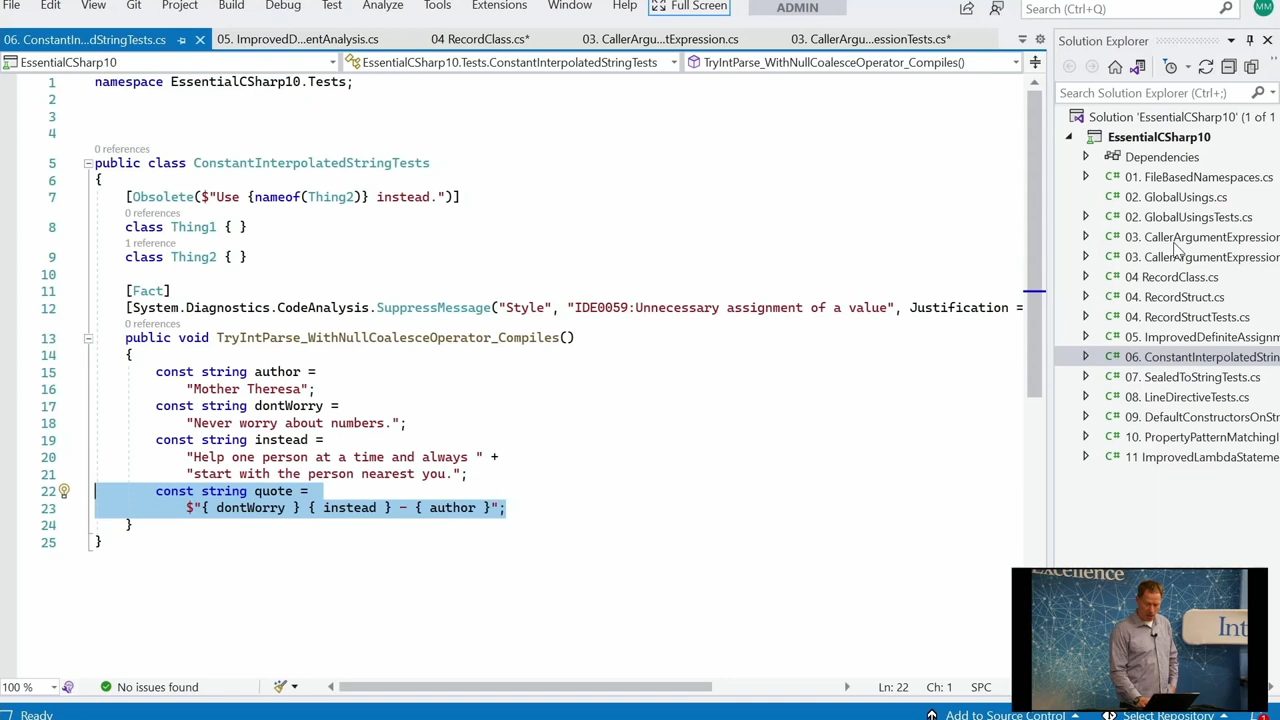 File Edit View Git Project Build Debug Test Analyze Tools Extensions Window Help Full Screen ADMIN Search (Ctrl+Q) MM
06. ConstantIn...dStringTests.cs 05. ImprovedD...entAnalysis.cs 04 RecordClass.cs* 03. CallerArgu...tExpression.cs 03. CallerArgu...essionTests.cs* Solution Explorer
EssentialCSharp10 EssentialCSharp10.Tests.ConstantInterpolatedStringTests TryIntParse_WithNullCoalesceOperator_Compiles()
Search Solution Explorer (Ctrl+;)
1 namespace EssentialCSharp10.Tests;
2
3
4
0 references
5 public class ConstantInterpolatedStringTests
6 {
7 [Obsolete($"Use {nameof(Thing2)} instead.")]
0 references
8 class Thing1 { }
1 reference
9 class Thing2 { }
10
11 [Fact]
12 [System.Diagnostics.CodeAnalysis.SuppressMessage("Style", "IDE0059:Unnecessary assignment of a value", Justification =
0 references
13 public void TryIntParse_WithNullCoalesceOperator_Compiles()
14 {
15 const string author =
16 "Mother Theresa";
17 const string dontWorry =
18 "Never worry about numbers.";
19 const string instead =
20 "Help one person at a time and always " +
21 "start with the person nearest you.";
22 const string quote =
23 $"{ dontWorry } { instead } - { author }";
24 }
25 }
Solution 'EssentialCSharp10' (1 of 1
EssentialCSharp10
Dependencies
C# 01. FileBasedNamespaces.cs
C# 02. GlobalUsings.cs
C# 02. GlobalUsingsTests.cs
C# 03. CallerArgumentExpression
C# 03. CallerArgumentExpression
C# 04 RecordClass.cs
C# 04. RecordStruct.cs
C# 04. RecordStructTests.cs
C# 05. ImprovedDefiniteAssignm
C# 06. ConstantInterpolatedStrin
C# 07. SealedToStringTests.cs
C# 08. LineDirectiveTests.cs
C# 09. DefaultConstructorsOnStr
C# 10. PropertyPatternMatchingI
C# 11 ImprovedLambdaStateme
Excellence
Int
100 % No issues found Ln: 22 Ch: 1 SPC
Ready Add to Source Control Select Repository 1